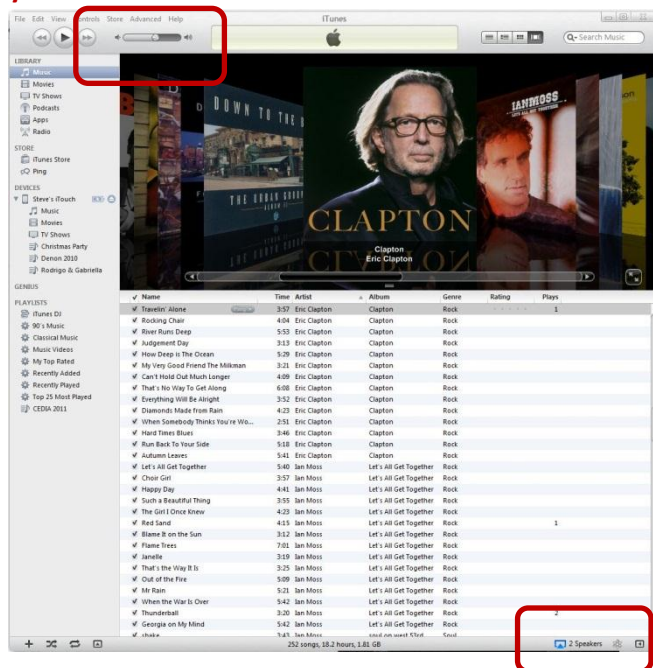 File Edit View Controls Store Advanced Help
iTunes
Search Music
LIBRARY
Music
Movies
TV Shows
Podcasts
Apps
Radio
STORE
iTunes Store
Ping
DEVICES
Steve's iTouch
Music
Movies
TV Shows
Christmas Party
Denon 2010
Rodrigo & Gabriella
GENIUS
PLAYLISTS
iTunes DJ
90's Music
Classical Music
Music Videos
My Top Rated
Recently Added
Recently Played
Top 25 Most Played
CEDIA 2011
DOWN TO THE
THE URBAN
ALBUM II
CLAPTON
IAN MOSS
Clapton
Eric Clapton
Name Time Artist Album Genre Rating Plays
Travelin' Alone 3:57 Eric Clapton Clapton Rock 1
Rocking Chair 4:04 Eric Clapton Clapton Rock
River Runs Deep 5:53 Eric Clapton Clapton Rock
Judgement Day 3:13 Eric Clapton Clapton Rock
How Deep is The Ocean 5:29 Eric Clapton Clapton Rock
My Very Good Friend The Milkman 3:21 Eric Clapton Clapton Rock
Can't Hold Out Much Longer 4:09 Eric Clapton Clapton Rock
That's No Way To Get Along 6:08 Eric Clapton Clapton Rock
Everything Will Be Alright 3:52 Eric Clapton Clapton Rock
Diamonds Made from Rain 4:23 Eric Clapton Clapton Rock
When Somebody Thinks You're Wo... 2:51 Eric Clapton Clapton Rock
Hard Times Blues 3:46 Eric Clapton Clapton Rock
Run Back To Your Side 5:18 Eric Clapton Clapton Rock
Autumn Leaves 5:41 Eric Clapton Clapton Rock
Let's All Get Together 5:40 Ian Moss Let's All Get Together Rock
Choir Girl 3:57 Ian Moss Let's All Get Together Rock
Happy Day 4:41 Ian Moss Let's All Get Together Rock
Such a Beautiful Thing 3:55 Ian Moss Let's All Get Together Rock
The Girl I Once Knew 4:23 Ian Moss Let's All Get Together Rock
Red Sand 4:15 Ian Moss Let's All Get Together Rock 1
Blame It on the Sun 3:12 Ian Moss Let's All Get Together Rock
Flame Trees 7:01 Ian Moss Let's All Get Together Rock
Janelle 3:19 Ian Moss Let's All Get Together Rock
That's the Way It Is 3:25 Ian Moss Let's All Get Together Rock
Out of the Fire 5:09 Ian Moss Let's All Get Together Rock
Mr Rain 5:21 Ian Moss Let's All Get Together Rock
When the War Is Over 5:42 Ian Moss Let's All Get Together Rock
Thunderball 3:20 Ian Moss Let's All Get Together Rock 2
Georgia on My Mind 5:42 Ian Moss Let's All Get Together Rock
shake 3:43 Ian Moss soul on west 53rd Soul
252 songs, 18.2 hours, 1.81 GB
2 Speakers